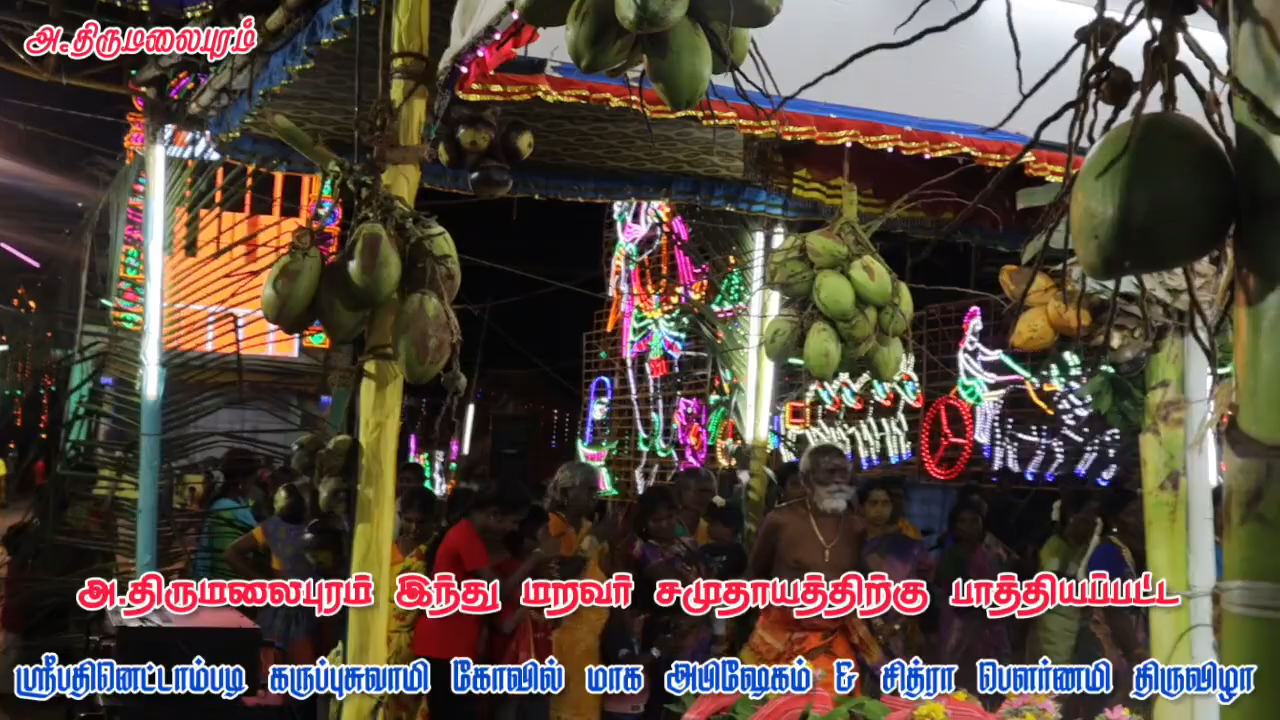 அ.திருமலைபுரம்
அ.திருமலைபுரம் இந்து மறவர் சமுதாயத்திற்கு பாத்தியப்பட்ட
ஸ்ரீபதினெட்டாம்படி கருப்புசுவாமி கோவில் மாக அபிஷேகம் & சித்ரா பௌர்ணமி திருவிழா